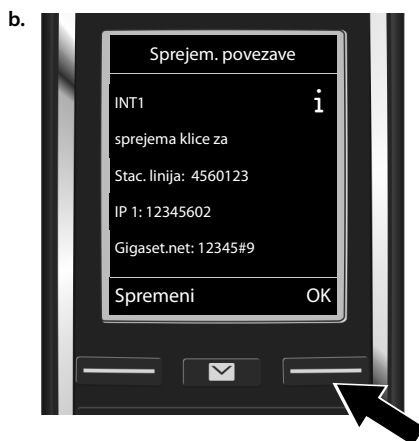 b.
Sprejem. povezave
INT1 i
sprejema klice za
Stac. linija: 4560123
IP 1: 12345602
Gigaset.net: 12345#9
Spremeni OK